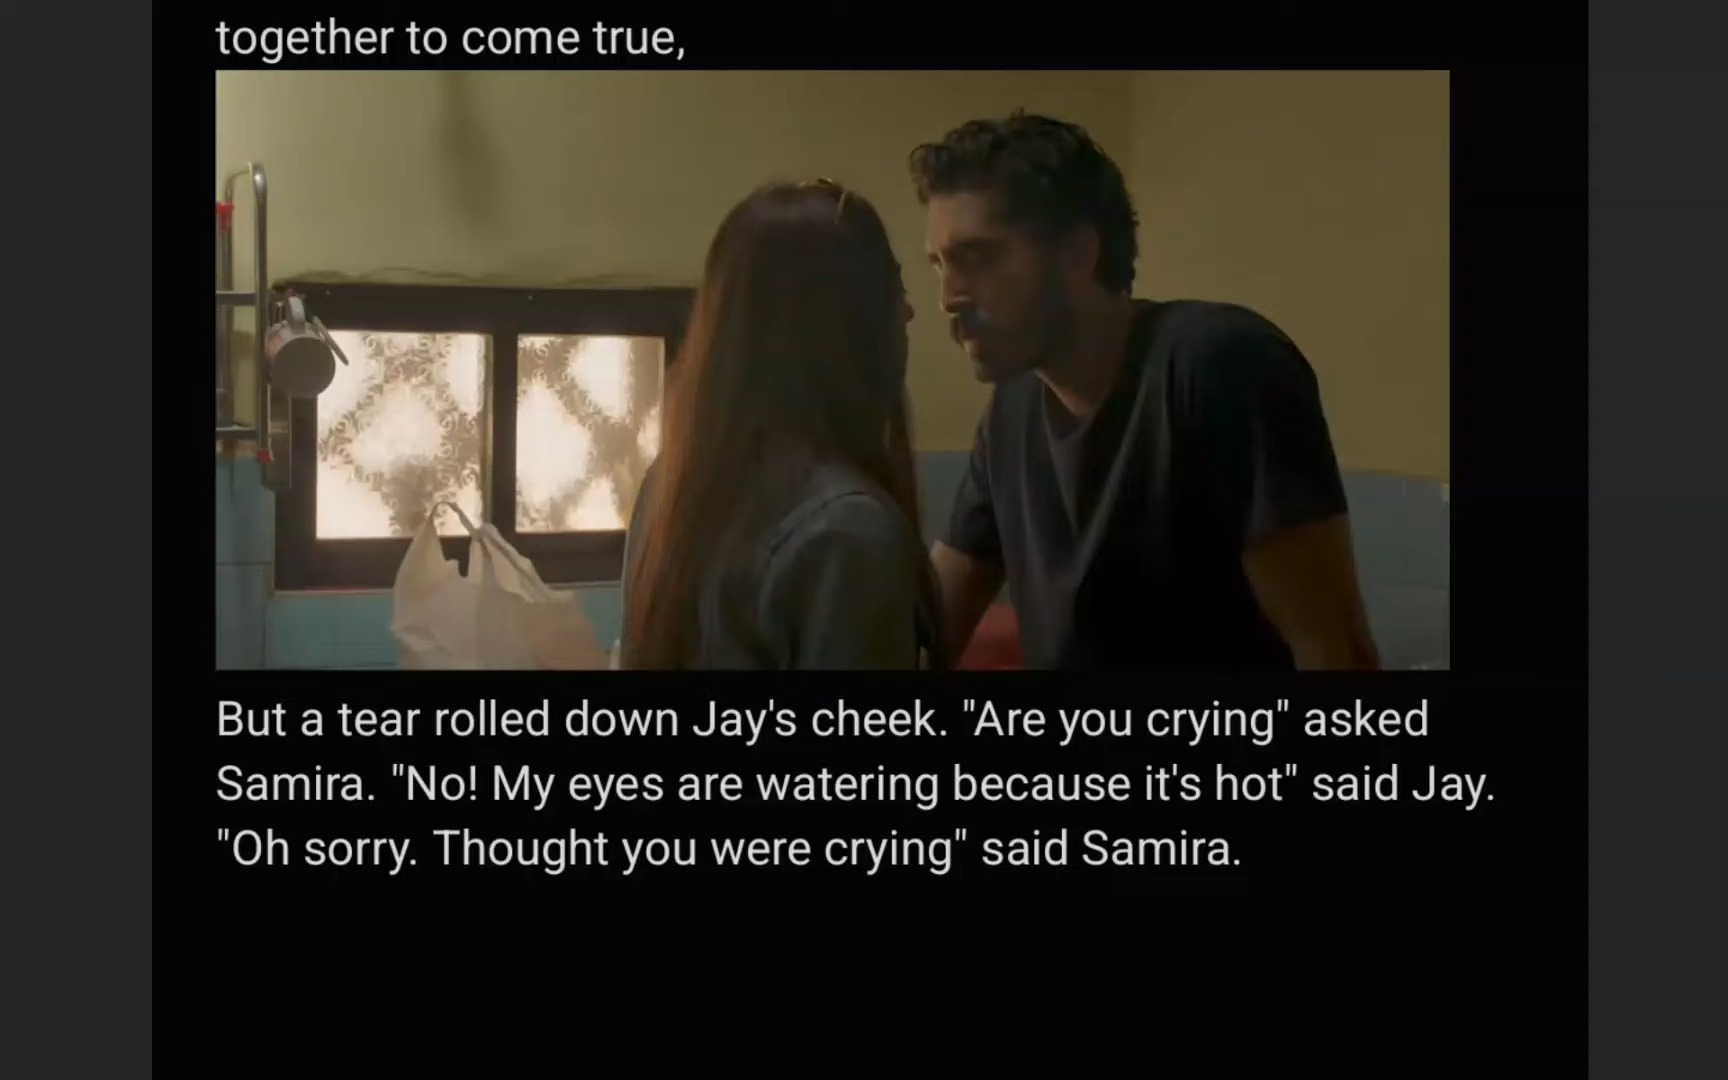 together to come true,
But a tear rolled down Jay's cheek. "Are you crying" asked
Samira. "No! My eyes are watering because it's hot" said Jay.
"Oh sorry. Thought you were crying" said Samira.